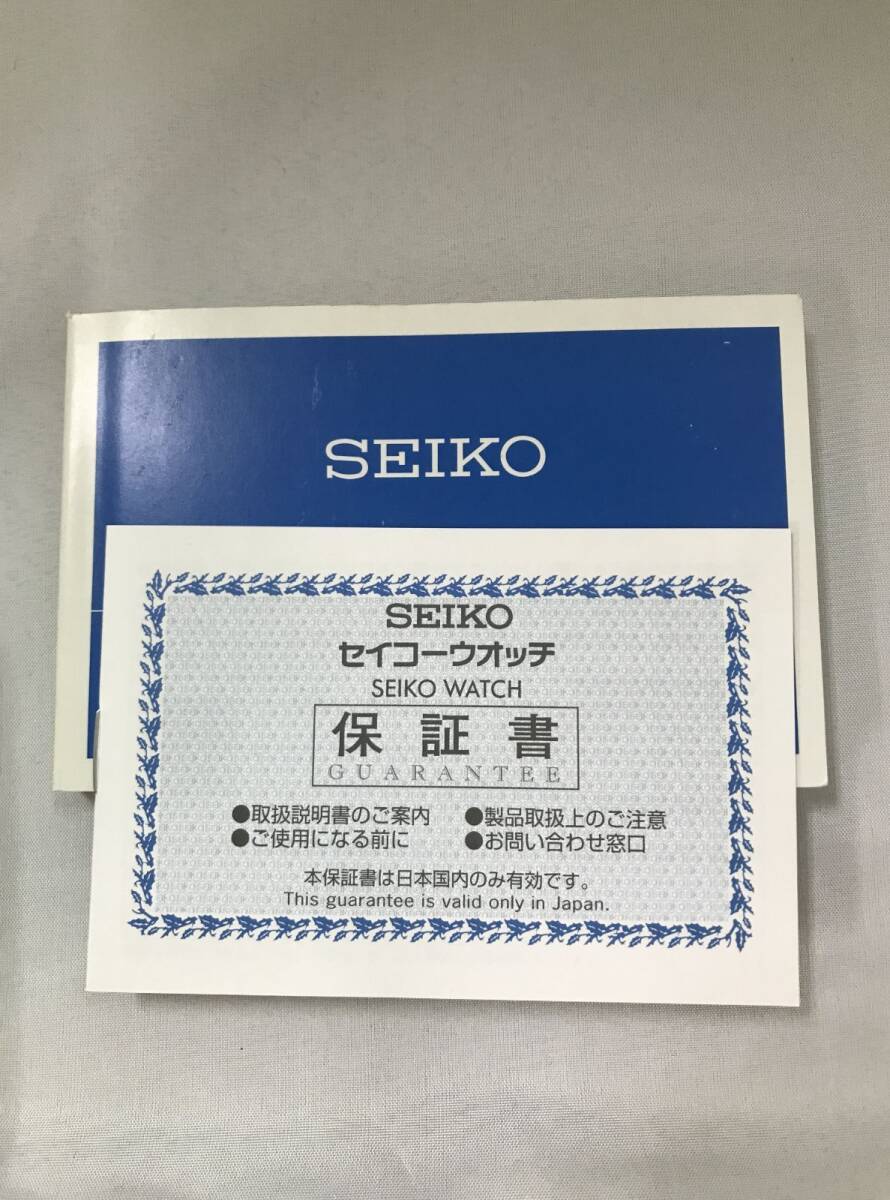 SEIKO
SEIKO
セイコーウオッチ
SEIKO WATCH
保証書
GUARANTEE
●取扱説明書のご案内 ●製品取扱上のご注意
●ご使用になる前に ●お問い合わせ窓口
本保証書は日本国内のみ有効です。
This guarantee is valid only in Japan.